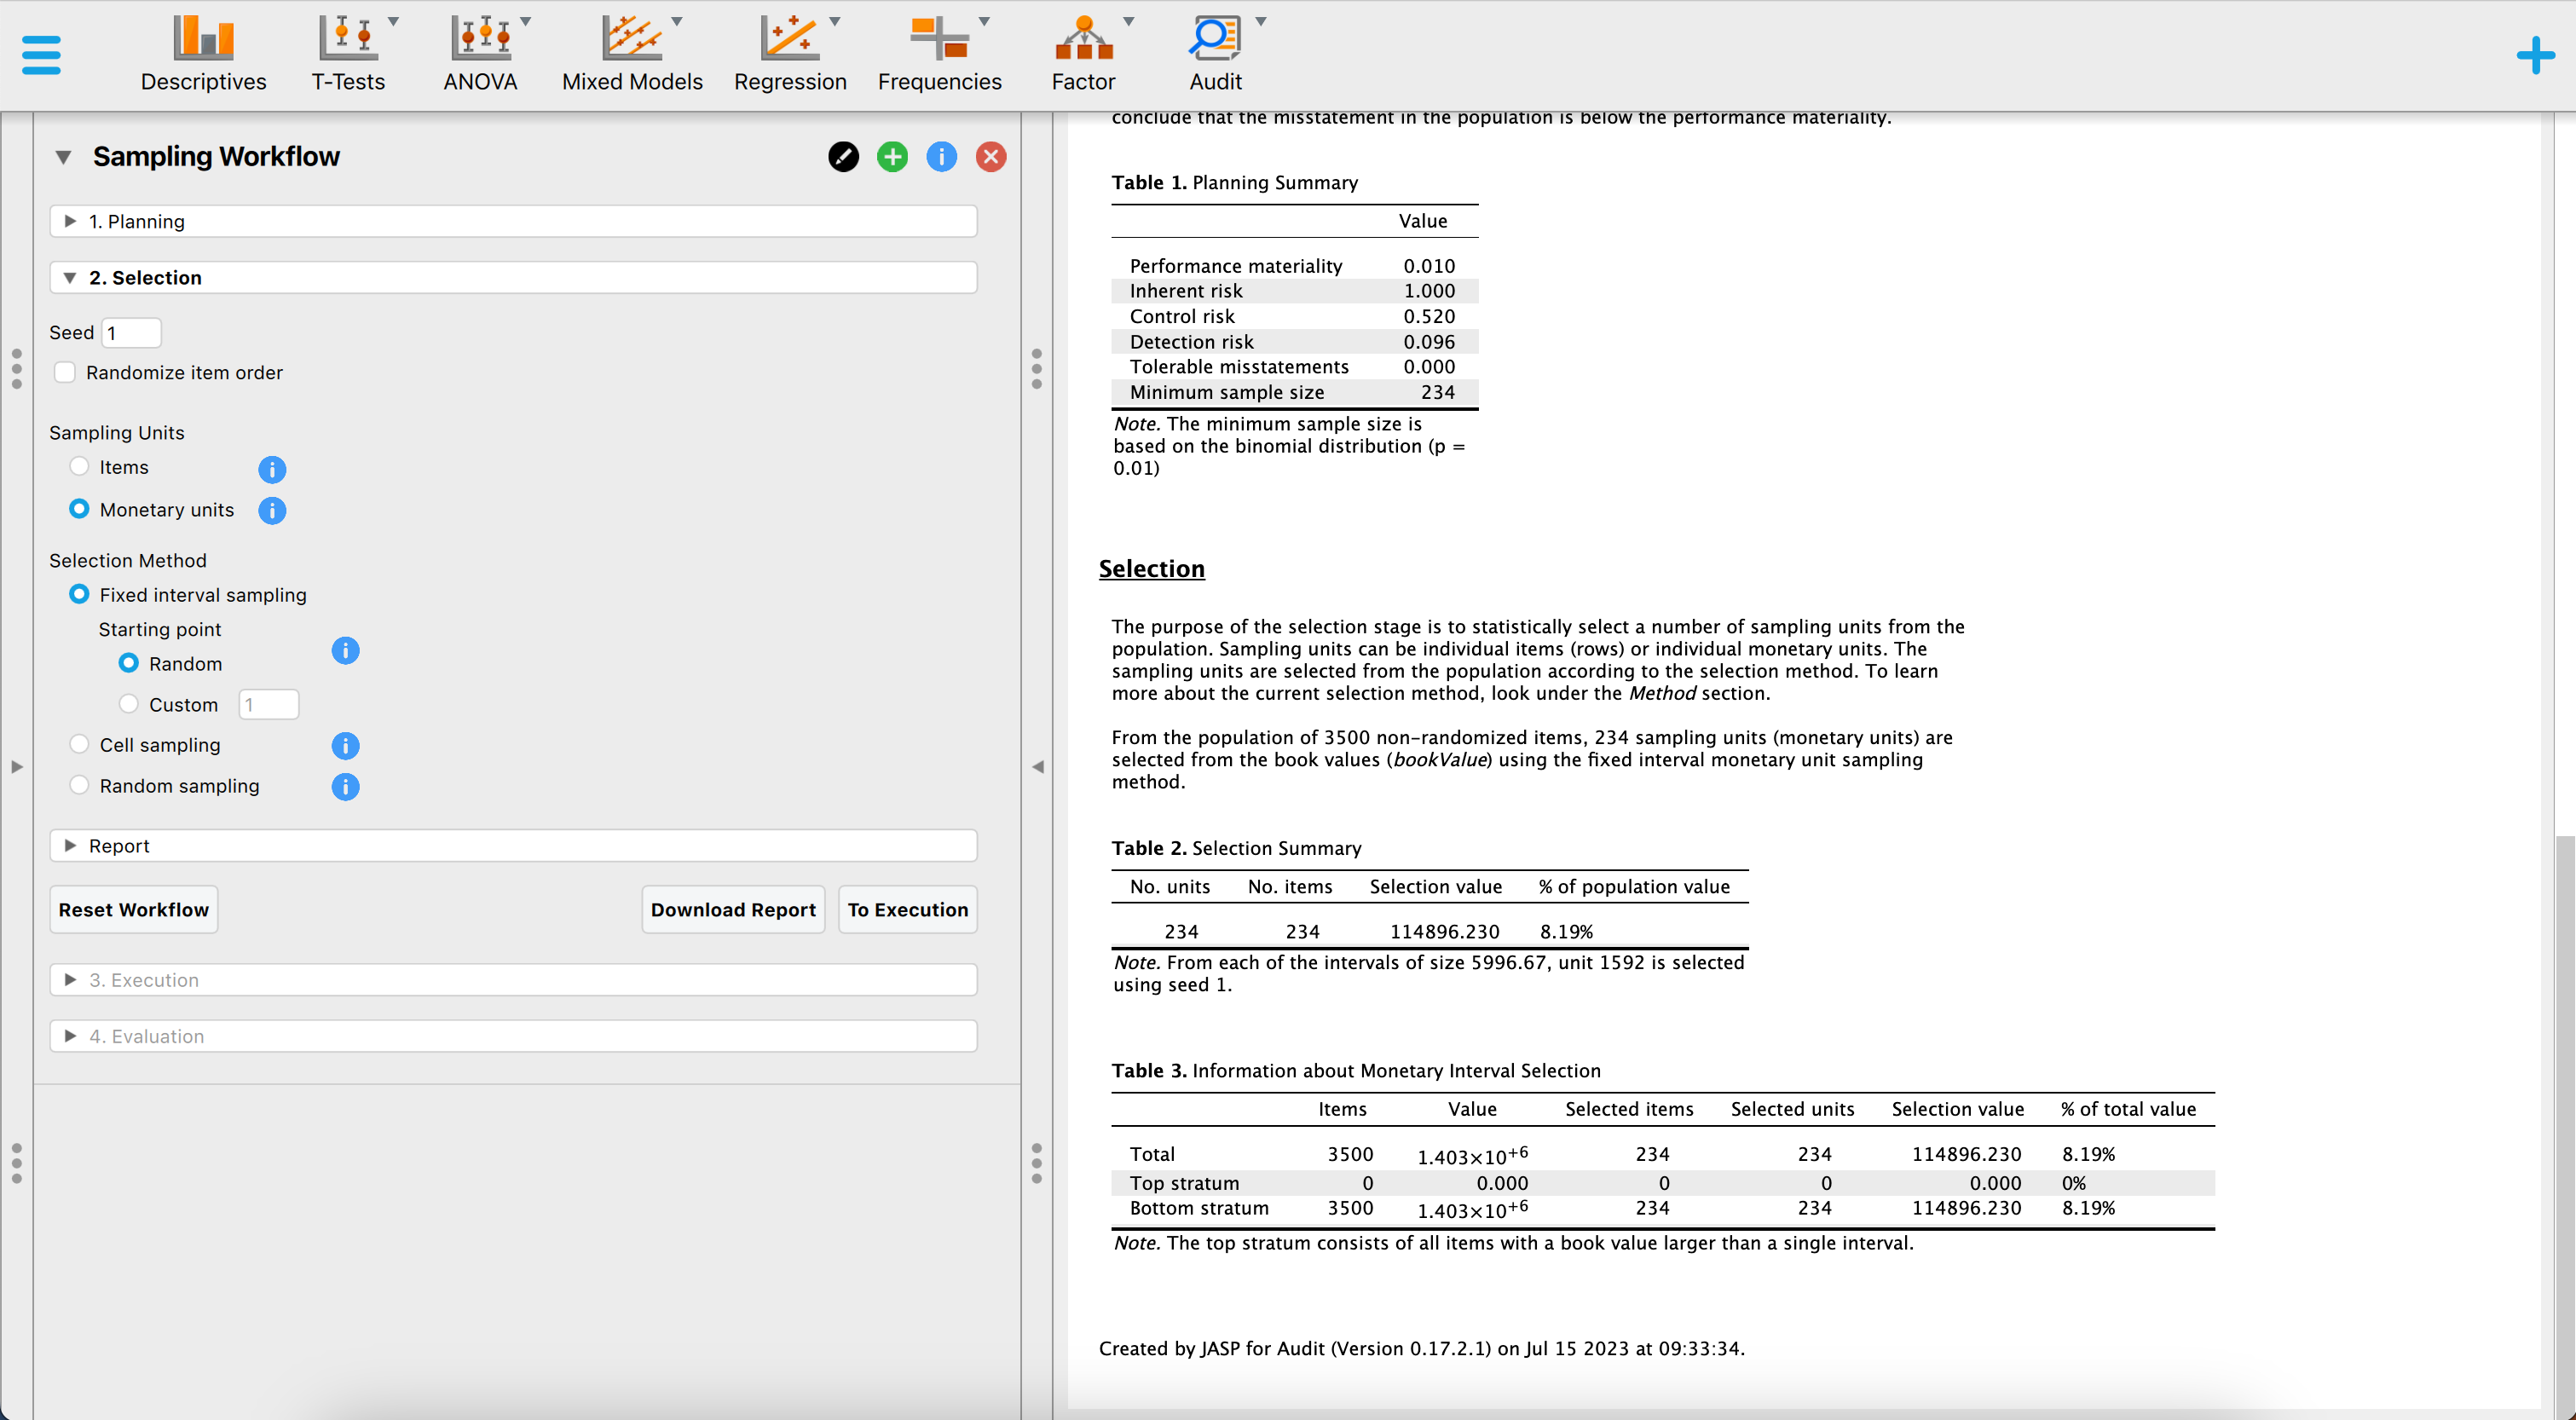 Descriptives
T-Tests
ANOVA
Mixed Models
Regression
Frequencies
Factor
Audit
Sampling Workflow
1. Planning
2. Selection
Seed 1
Randomize item order
Sampling Units
Items
Monetary units
Selection Method
Fixed interval sampling
Starting point
Random
Custom 1
Cell sampling
Random sampling
Report
Reset Workflow Download Report To Execution
3. Execution
4. Evaluation
conclude that the misstatement in the population is below the performance materiality.
Table 1. Planning Summary
Value
Performance materiality 0.010
Inherent risk 1.000
Control risk 0.520
Detection risk 0.096
Tolerable misstatements 0.000
Minimum sample size 234
Note. The minimum sample size is
based on the binomial distribution (p =
0.01)
Selection
The purpose of the selection stage is to statistically select a number of sampling units from the
population. Sampling units can be individual items (rows) or individual monetary units. The
sampling units are selected from the population according to the selection method. To learn
more about the current selection method, look under the Method section.
From the population of 3500 non-randomized items, 234 sampling units (monetary units) are
selected from the book values (bookValue) using the fixed interval monetary unit sampling
method.
Table 2. Selection Summary
No. units No. items Selection value % of population value
234 234 114896.230 8.19%
Note. From each of the intervals of size 5996.67, unit 1592 is selected
using seed 1.
Table 3. Information about Monetary Interval Selection
Items Value Selected items Selected units Selection value % of total value
Total 3500 1.403×10+6 234 234 114896.230 8.19%
Top stratum 0 0.000 0 0 0.000 0%
Bottom stratum 3500 1.403×10+6 234 234 114896.230 8.19%
Note. The top stratum consists of all items with a book value larger than a single interval.
Created by JASP for Audit (Version 0.17.2.1) on Jul 15 2023 at 09:33:34.